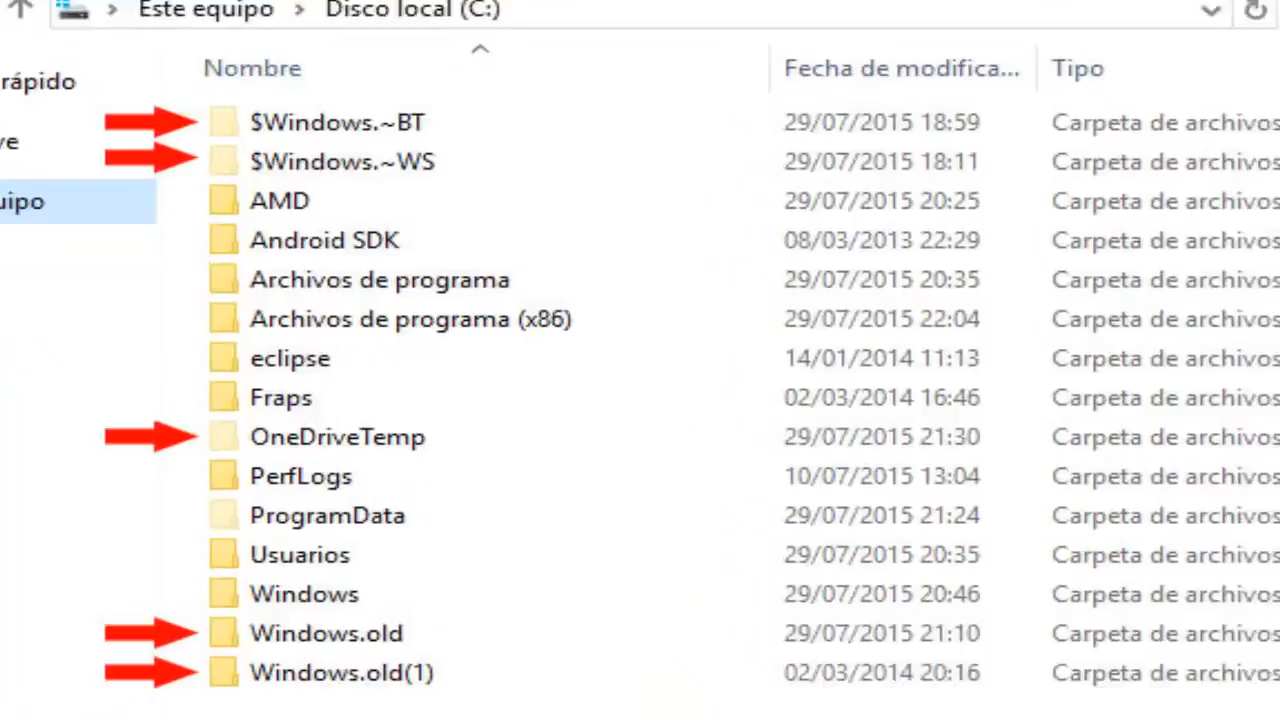 Este equipo > Disco local (C:)
Nombre Fecha de modifica... Tipo
rápido
$Windows.~BT 29/07/2015 18:59 Carpeta de archivos
ve
$Windows.~WS 29/07/2015 18:11 Carpeta de archivos
uipo
AMD 29/07/2015 20:25 Carpeta de archivos
Android SDK 08/03/2013 22:29 Carpeta de archivos
Archivos de programa 29/07/2015 20:35 Carpeta de archivos
Archivos de programa (x86) 29/07/2015 22:04 Carpeta de archivos
eclipse 14/01/2014 11:13 Carpeta de archivos
Fraps 02/03/2014 16:46 Carpeta de archivos
OneDriveTemp 29/07/2015 21:30 Carpeta de archivos
PerfLogs 10/07/2015 13:04 Carpeta de archivos
ProgramData 29/07/2015 21:24 Carpeta de archivos
Usuarios 29/07/2015 20:35 Carpeta de archivos
Windows 29/07/2015 20:46 Carpeta de archivos
Windows.old 29/07/2015 21:10 Carpeta de archivos
Windows.old(1) 02/03/2014 20:16 Carpeta de archivos